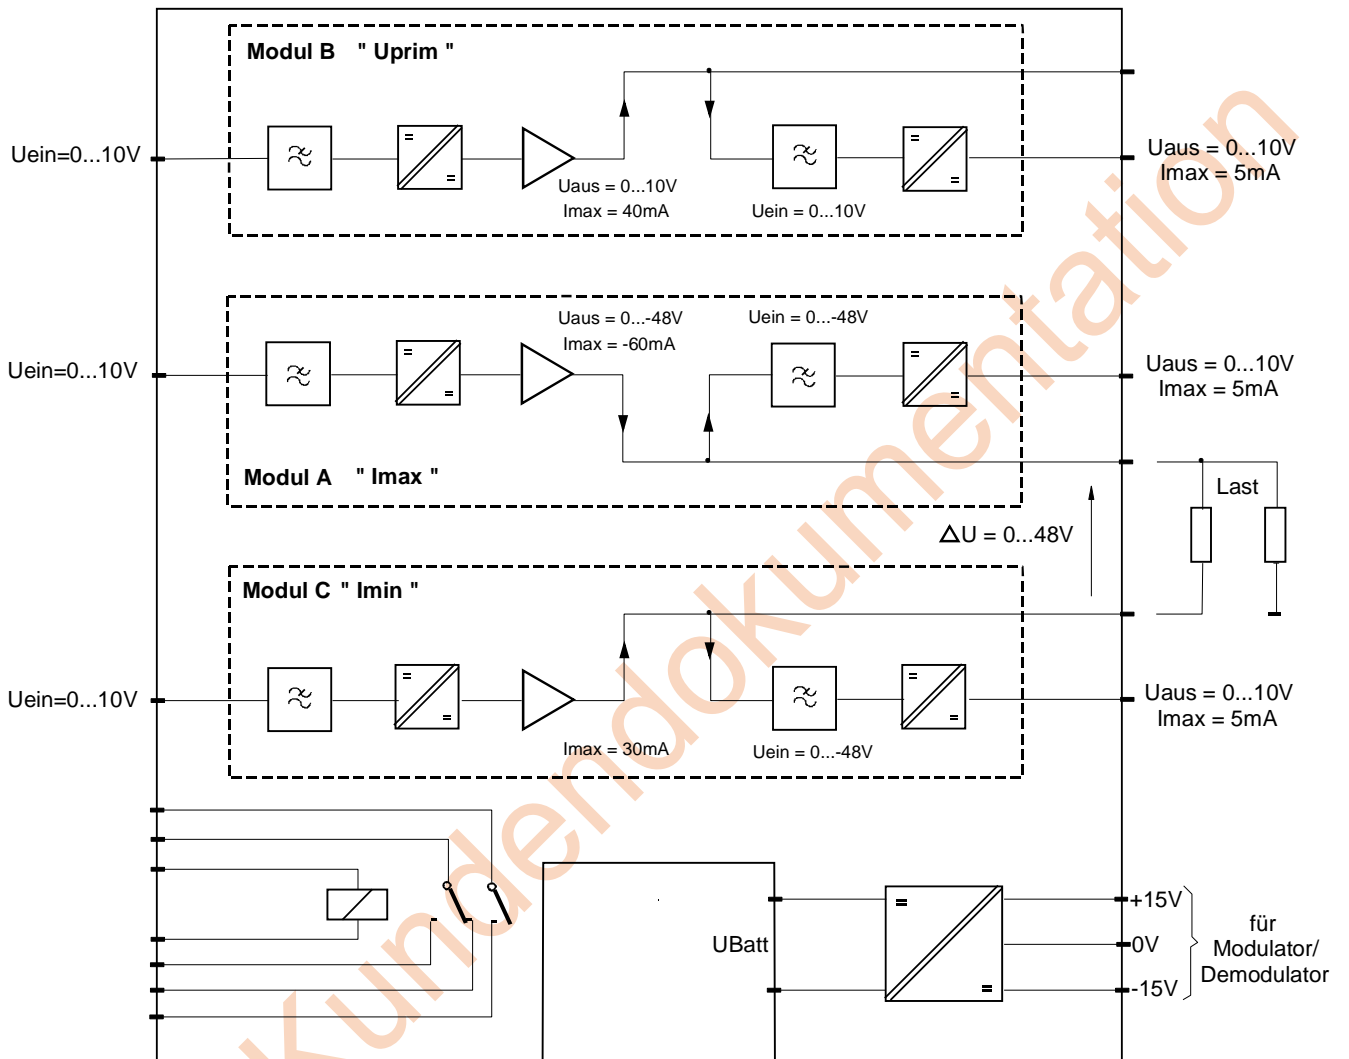 Modul B " Uprim "
Uein=0...10V
Uaus = 0...10V
Imax = 40mA
Uein = 0...10V
Uaus = 0...10V
Imax = 5mA
Uaus = 0...-48V
Imax = -60mA
Uein = 0...-48V
Uein=0...10V
Uaus = 0...10V
Imax = 5mA
Modul A " Imax "
Last
△U = 0...48V
Modul C " Imin "
Uein=0...10V
Imax = 30mA
Uein = 0...-48V
Uaus = 0...10V
Imax = 5mA
UBatt
+15V
0V
-15V
für
Modulator/
Demodulator
Kundendokumentation